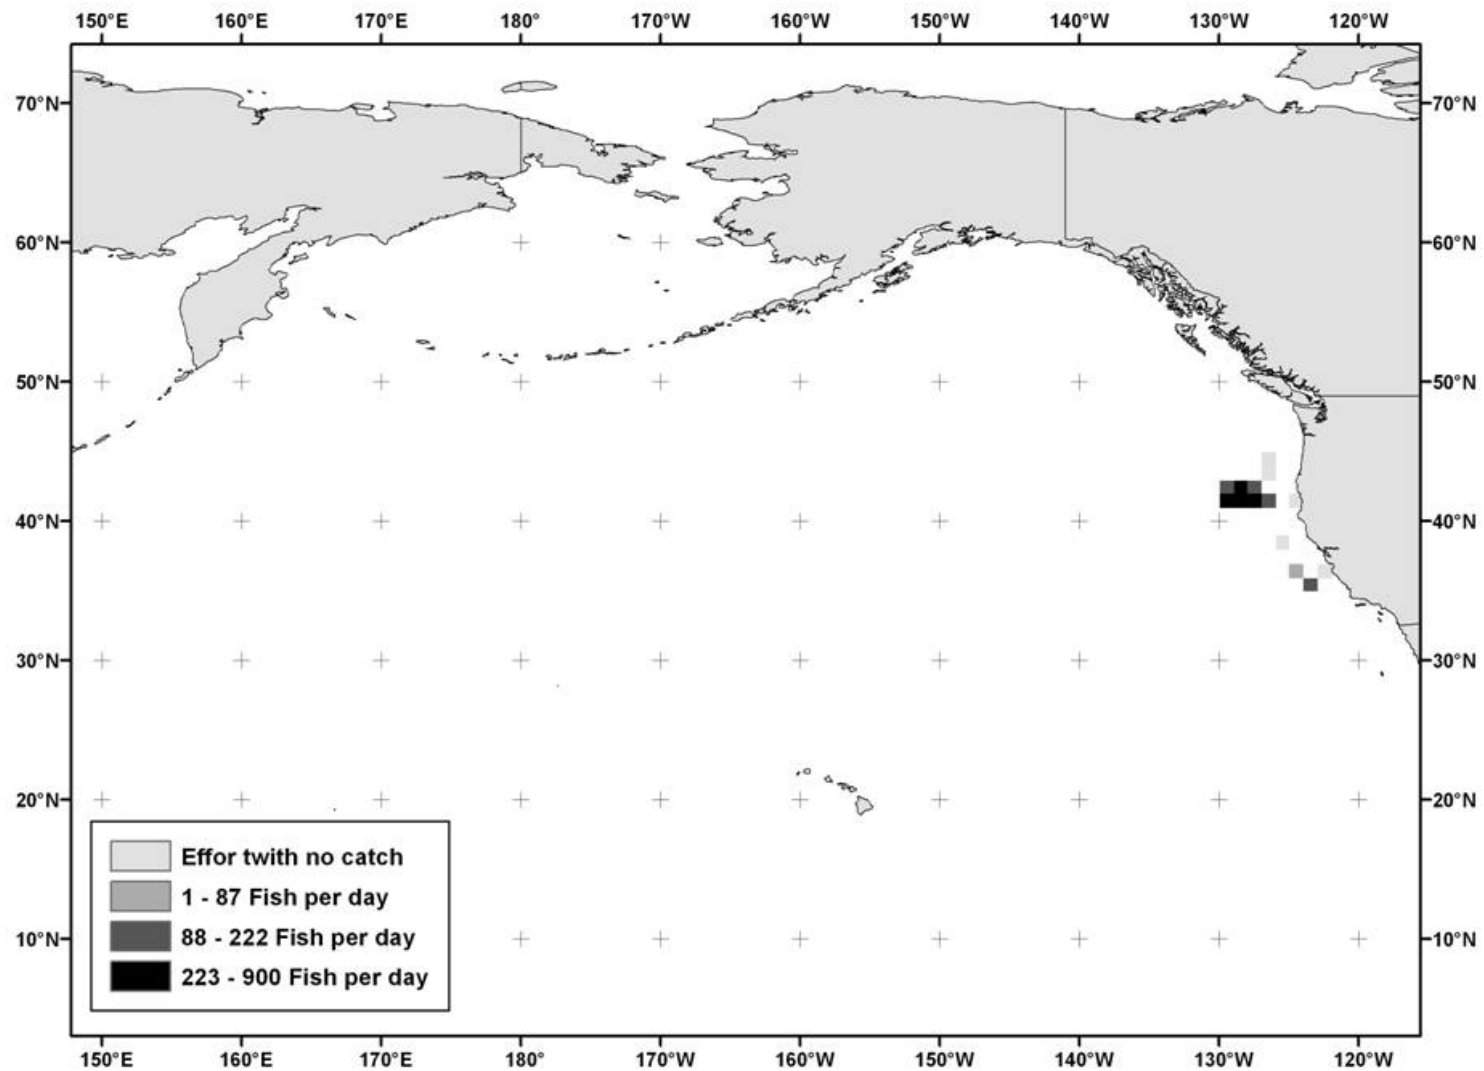 150°E 160°E 170°E 180° 170°W 160°W 150°W 140°W 130°W 120°W
70°N 70°N
60°N 60°N
50°N 50°N
40°N 40°N
30°N 30°N
20°N 20°N
Effor twith no catch
1 - 87 Fish per day
10°N 88 - 222 Fish per day 10°N
223 - 900 Fish per day
150°E 160°E 170°E 180° 170°W 160°W 150°W 140°W 130°W 120°W